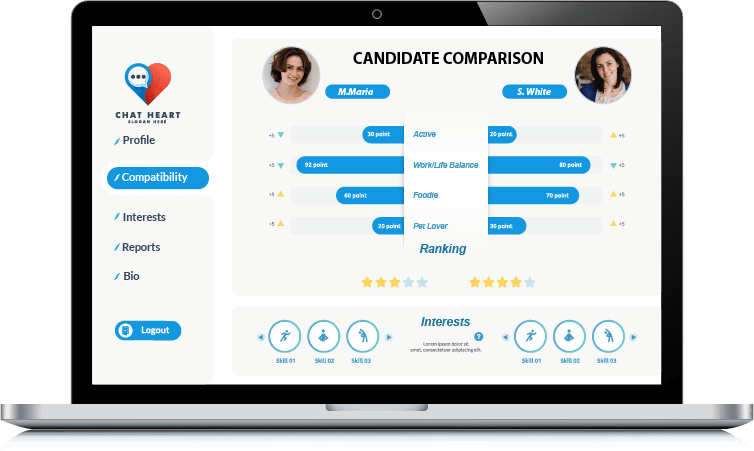 CANDIDATE COMPARISON
M.Maria
S. White
CHAT HEART
SLOGAN HERE
Profile
Compatibility
Interests
Reports
Bio
Logout
+5 30 point Active 20 point +5
+5 92 point Work/Life Balance 80 point +5
+5 60 point Foodie 70 point +5
+5 20 point Pet Lover 30 point +5
Ranking
Interests
?
Lorem ipsum dolor sit
amet, consectetuer adipiscing elit.
Skill 01 Skill 02 Skill 03
Skill 01 Skill 02 Skill 03